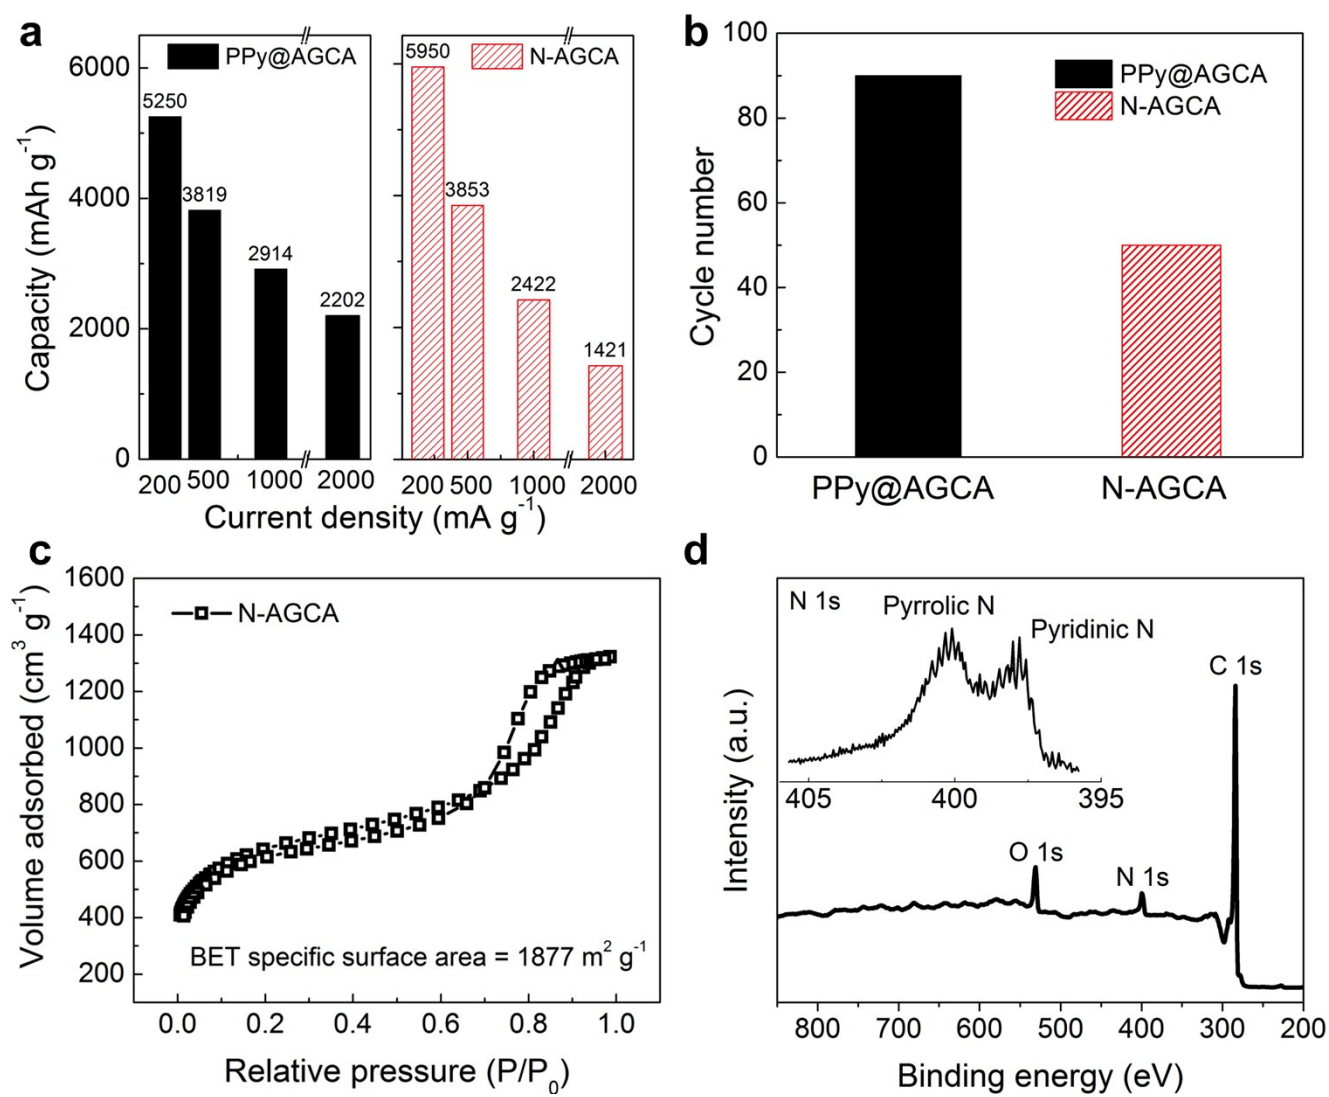 a
PPy@AGCA
N-AGCA
6000
4000
2000
0
Capacity (mAh g⁻¹)
5250
3819
2914
2202
5950
3853
2422
1421
200
500
1000
2000
200
500
1000
2000
Current density (mA g⁻¹)
b
100
80
60
40
20
0
Cycle number
PPy@AGCA
N-AGCA
PPy@AGCA
N-AGCA
c
1600
1400
1200
1000
800
600
400
200
Volume adsorbed (cm³ g⁻¹)
N-AGCA
BET specific surface area = 1877 m² g⁻¹
0.0
0.2
0.4
0.6
0.8
1.0
Relative pressure (P/P₀)
d
Intensity (a.u.)
N 1s
Pyrrolic N
Pyridinic N
405
400
395
O 1s
N 1s
C 1s
800
700
600
500
400
300
200
Binding energy (eV)